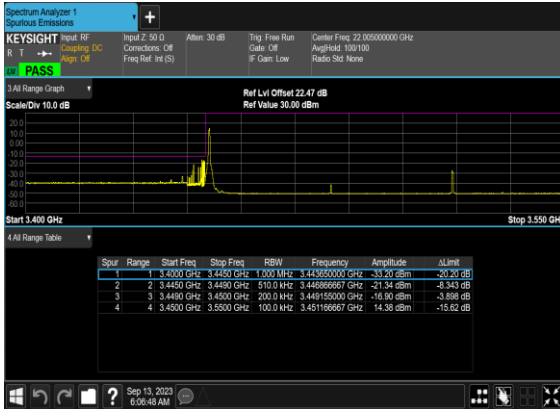 Spectrum Analyzer 1
Spurious Emissions
+
KEYSIGHT Input: RF Input Z: 50 Ω Atten: 30 dB Trig: Free Run Center Freq: 22.005000000 GHz
R T Coupling: DC Corrections: Off Gate: Off Avg|Hold: 100/100
Align: Off Freq Ref: Int (S) IF Gain: Low Radio Std: None
PASS
3 All Range Graph
Ref Lvl Offset 22.47 dB
Scale/Div 10.0 dB Ref Value 30.00 dBm
20.0
10.0
0.00
-10.0
-20.0
-30.0
-40.0
-50.0
-60.0
Start 3.400 GHz Stop 3.550 GH
4 All Range Table
Spur Range Start Freq Stop Freq RBW Frequency Amplitude ΔLimit
1 1 3.4000 GHz 3.4450 GHz 1.000 MHz 3.443650000 GHz -33.20 dBm -20.20 dB
2 2 3.4450 GHz 3.4490 GHz 510.0 kHz 3.446866667 GHz -21.34 dBm -8.343 dB
3 3 3.4490 GHz 3.4500 GHz 200.0 kHz 3.449155000 GHz -16.90 dBm -3.898 dB
4 4 3.4500 GHz 3.5500 GHz 100.0 kHz 3.451166667 GHz 14.38 dBm -15.62 dB
? Sep 13, 2023
6:06:48 AM